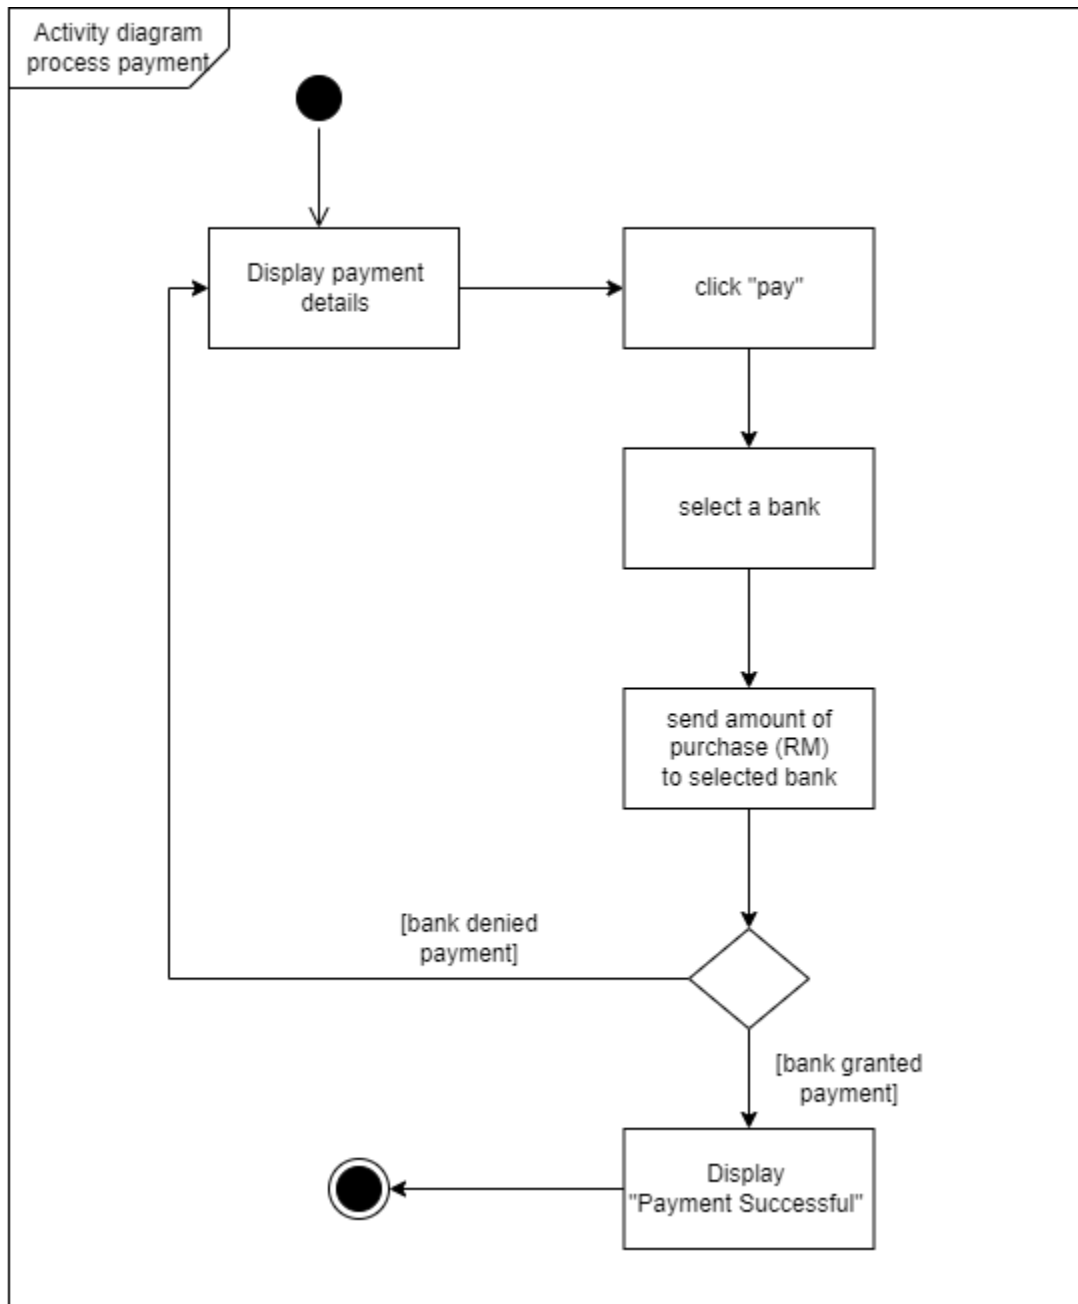 Activity diagram
process payment
Display payment
details
click "pay"
select a bank
send amount of
purchase (RM)
to selected bank
[bank denied
payment]
[bank granted
payment]
Display
"Payment Successful"